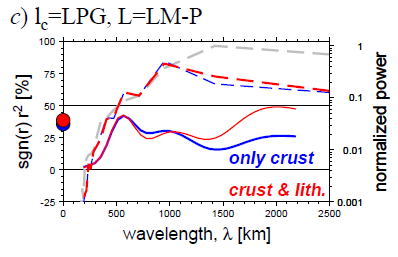 c) l_c=LPG, L=LM-P
sgn(r) r² [%]
100
75
50
25
0
-25
only crust
crust & lith.
1
0.1
0.01
0.001
normalized power
0 500 1000 1500 2000 2500
wavelength, λ [km]